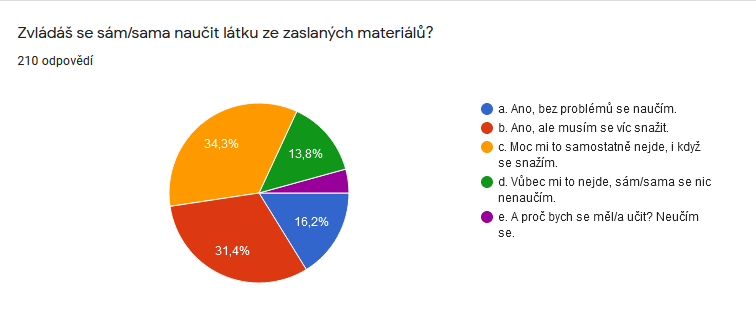 Zvládáš se sám/sama naučit látku ze zaslaných materiálů?
210 odpovědí
34,3%
13,8%
16,2%
31,4%
a. Ano, bez problémů se naučím.
b. Ano, ale musím se víc snažit.
c. Moc mi to samostatně nejde, i když
se snažím.
d. Vůbec mi to nejde, sám/sama se nic
nenaučím.
e. A proč bych se měl/a učit? Neučím
se.